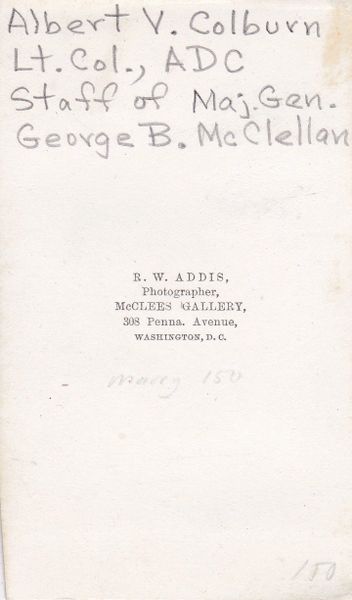 Albert V. Colburn
Lt. Col., ADC
Staff of Maj. Gen.
George B. McClellan
R. W. ADDIS,
Photographer,
McCLEES GALLERY,
308 Penna. Avenue,
WASHINGTON, D. C.
150
150